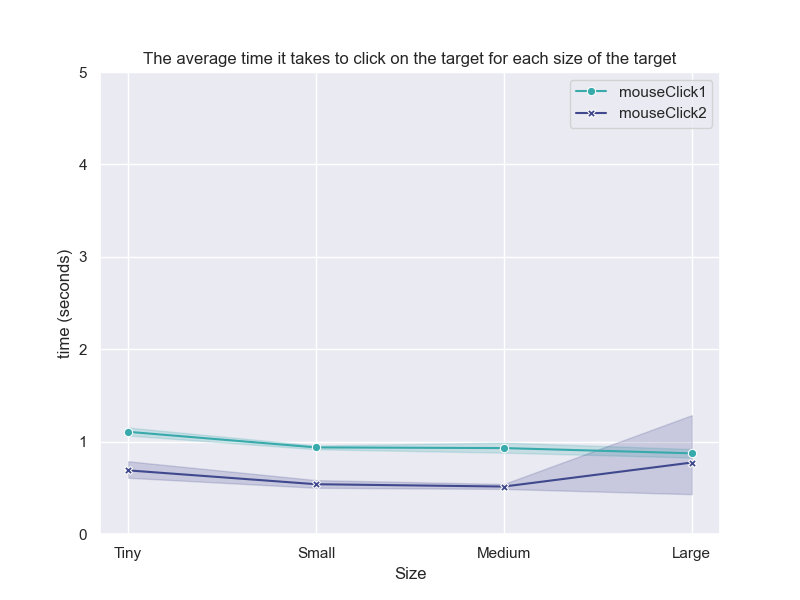 The average time it takes to click on the target for each size of the target
mouseClick1
mouseClick2
5
4
3
2
1
0
time (seconds)
Tiny Small Medium Large
Size